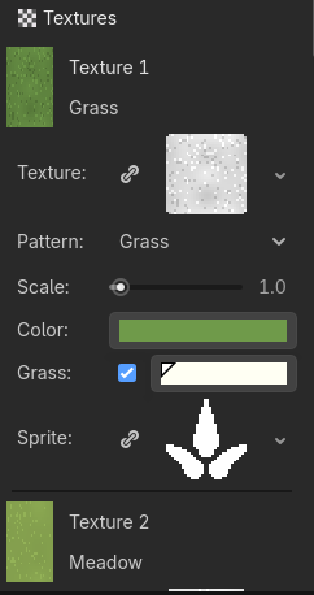 Textures
Texture 1
Grass
Texture:
Pattern: Grass
Scale: 1.0
Color:
Grass:
Sprite:
Texture 2
Meadow